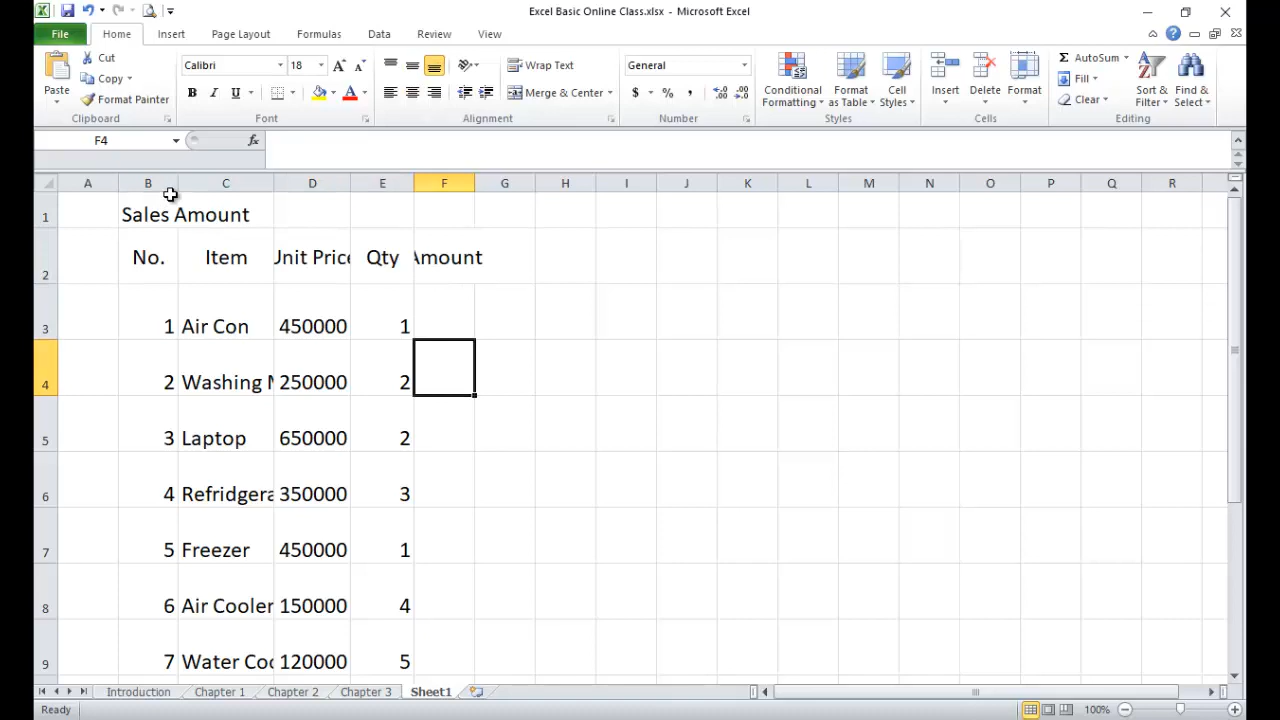 Excel Basic Online Class.xlsx - Microsoft Excel
File Home Insert Page Layout Formulas Data Review View
Paste
Cut
Copy
Format Painter
Clipboard
Calibri 18
B I U A
Font
Wrap Text
Merge & Center
Alignment
General
$ % ,
Number
Conditional Formatting
Format as Table
Cell Styles
Styles
Insert
Delete
Format
Cells
AutoSum
Fill
Clear
Sort & Filter
Find & Select
Editing
F4 fx
A B C D E F G H I J K L M N O P Q R
1 Sales Amount
2 No. Item Unit Price Qty Amount
3 1 Air Con 450000 1
4 2 Washing M 250000 2
5 3 Laptop 650000 2
6 4 Refridgera 350000 3
7 5 Freezer 450000 1
8 6 Air Cooler 150000 4
9 7 Water Coo 120000 5
Introduction Chapter 1 Chapter 2 Chapter 3 Sheet1
Ready 100%